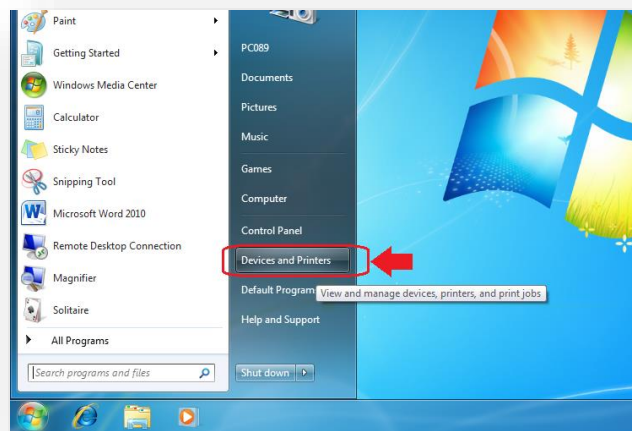 Paint
Getting Started
Windows Media Center
Calculator
Sticky Notes
Snipping Tool
Microsoft Word 2010
Remote Desktop Connection
Magnifier
Solitaire
All Programs
Search programs and files
PC089
Documents
Pictures
Music
Games
Computer
Control Panel
Devices and Printers
Default Program
View and manage devices, printers, and print jobs
Help and Support
Shut down